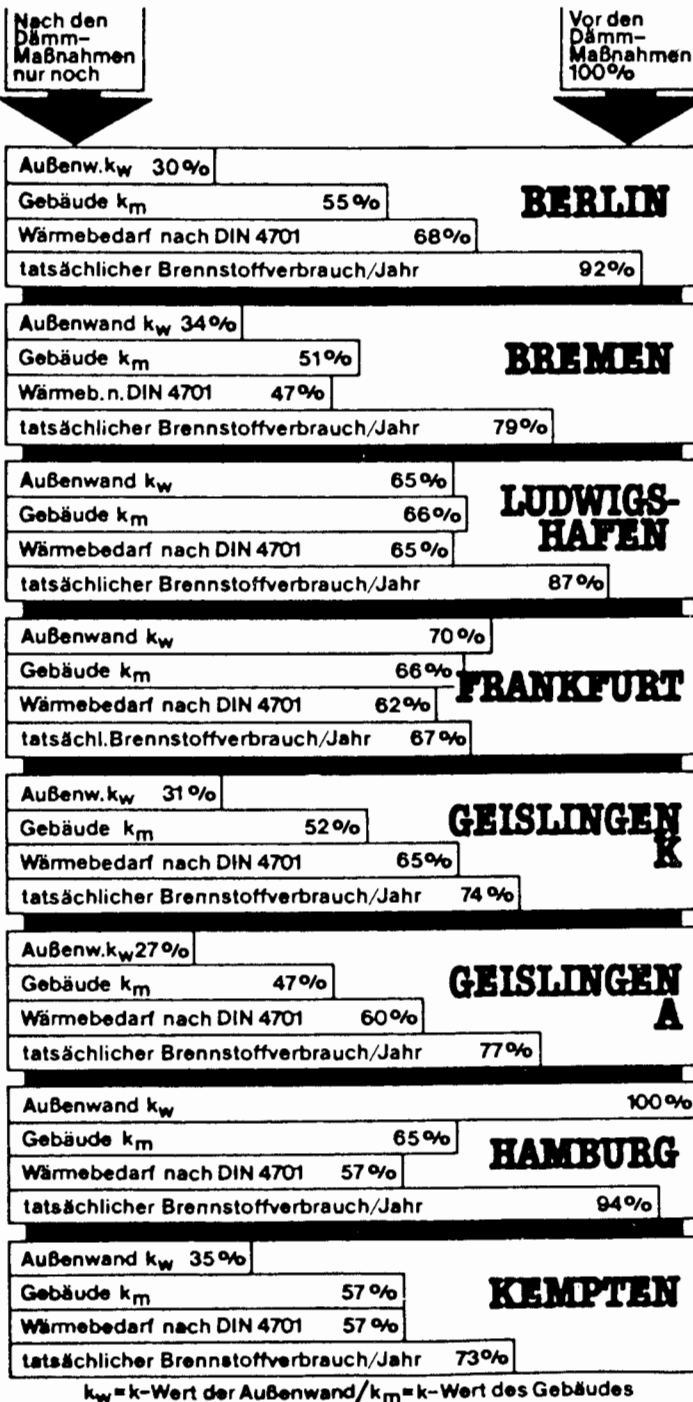 Nach den
Dämm-
Maßnahmen
nur noch
Vor den
Dämm-
Maßnahmen
100%
Außenw.kw 30%
Gebäude km 55%
BERLIN
Wärmebedarf nach DIN 4701 68%
tatsächlicher Brennstoffverbrauch/Jahr 92%
Außenwand kw 34%
Gebäude km 51%
BREMEN
Wärmeb.n.DIN 4701 47%
tatsächlicher Brennstoffverbrauch/Jahr 79%
Außenwand kw 65%
Gebäude km 66%
LUDWIGS-
HAFEN
Wärmebedarf nach DIN 4701 65%
tatsächlicher Brennstoffverbrauch/Jahr 87%
Außenwand kw 70%
Gebäude km 66%
FRANKFURT
Wärmebedarf nach DIN 4701 62%
tatsächl.Brennstoffverbrauch/Jahr 67%
Außenw.kw 31%
Gebäude km 52%
GEISLINGEN
K
Wärmebedarf nach DIN 4701 65%
tatsächlicher Brennstoffverbrauch/Jahr 74%
Außenw.kw 27%
Gebäude km 47%
GEISLINGEN
A
Wärmebedarf nach DIN 4701 60%
tatsächlicher Brennstoffverbrauch/Jahr 77%
Außenwand kw 100%
Gebäude km 65%
HAMBURG
Wärmebedarf nach DIN 4701 57%
tatsächlicher Brennstoffverbrauch/Jahr 94%
Außenwand kw 35%
Gebäude km 57%
KEMPTEN
Wärmebedarf nach DIN 4701 57%
tatsächlicher Brennstoffverbrauch/Jahr 73%
kw=k-Wert der Außenwand/km=k-Wert des Gebäudes